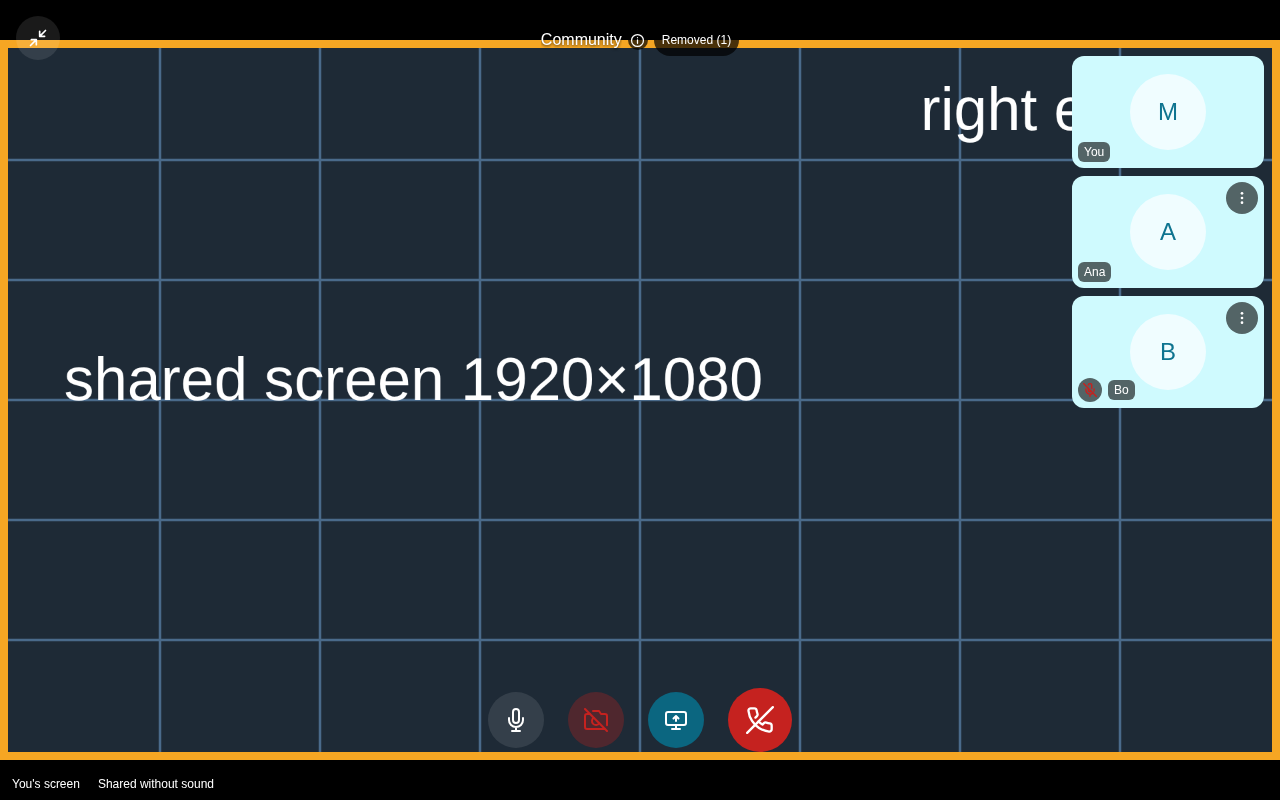 Community
Removed (1)
right e
M
You
A
Ana
shared screen 1920×1080
B
Bo
You's screen
Shared without sound